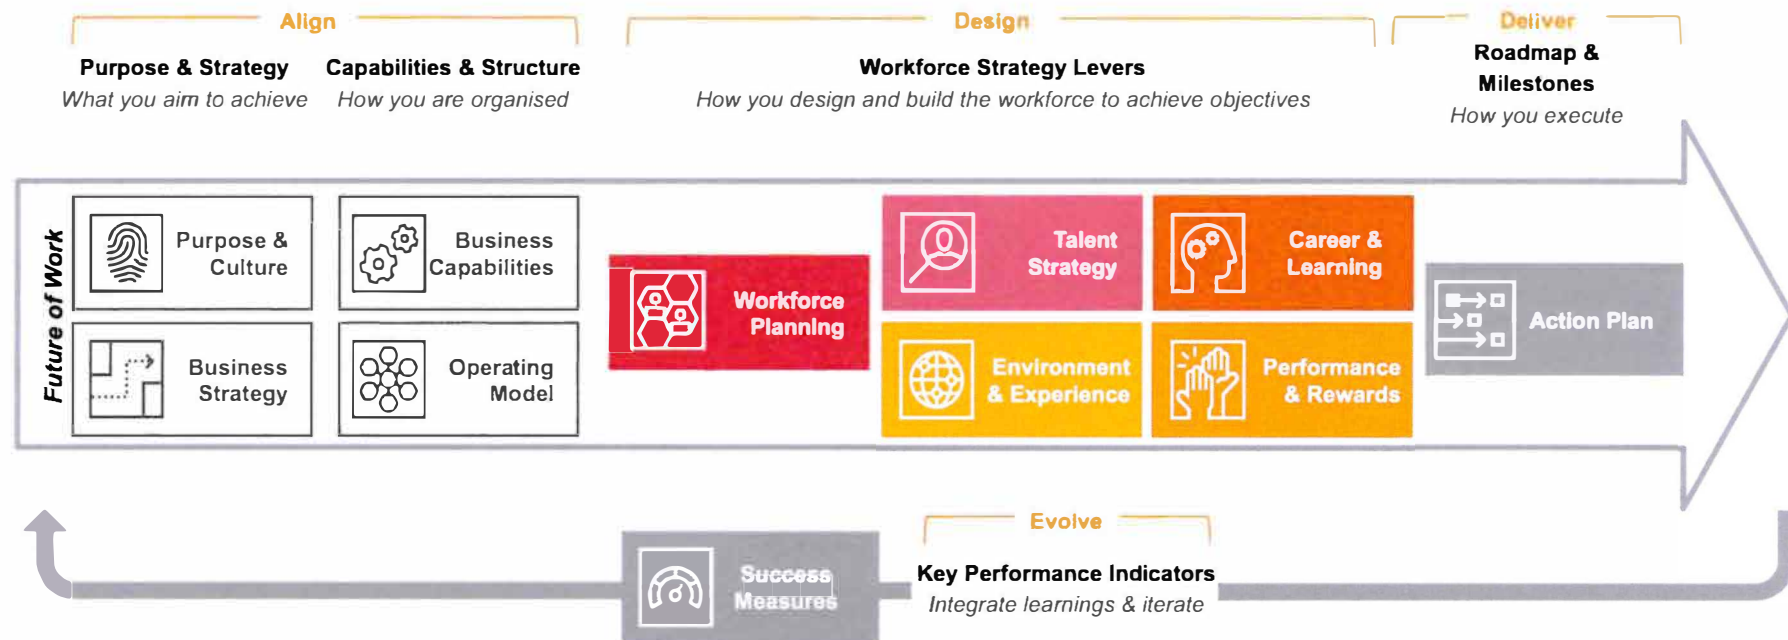 Align
Design
Deliver
Purpose & Strategy
What you aim to achieve
Capabilities & Structure
How you are organised
Workforce Strategy Levers
How you design and build the workforce to achieve objectives
Roadmap &
Milestones
How you execute
Future of Work
Purpose &
Culture
Business
Strategy
Business
Capabilities
Operating
Model
Workforce
Planning
Talent
Strategy
Career &
Learning
Environment
& Experience
Performance
& Rewards
Action Plan
Success
Measures
Evolve
Key Performance Indicators
Integrate learnings & iterate